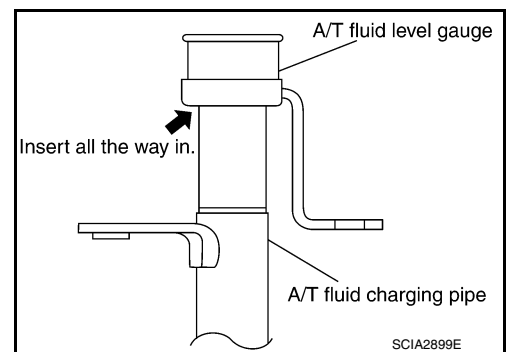 A/T fluid level gauge
Insert all the way in.
A/T fluid charging pipe
SCIA2899E